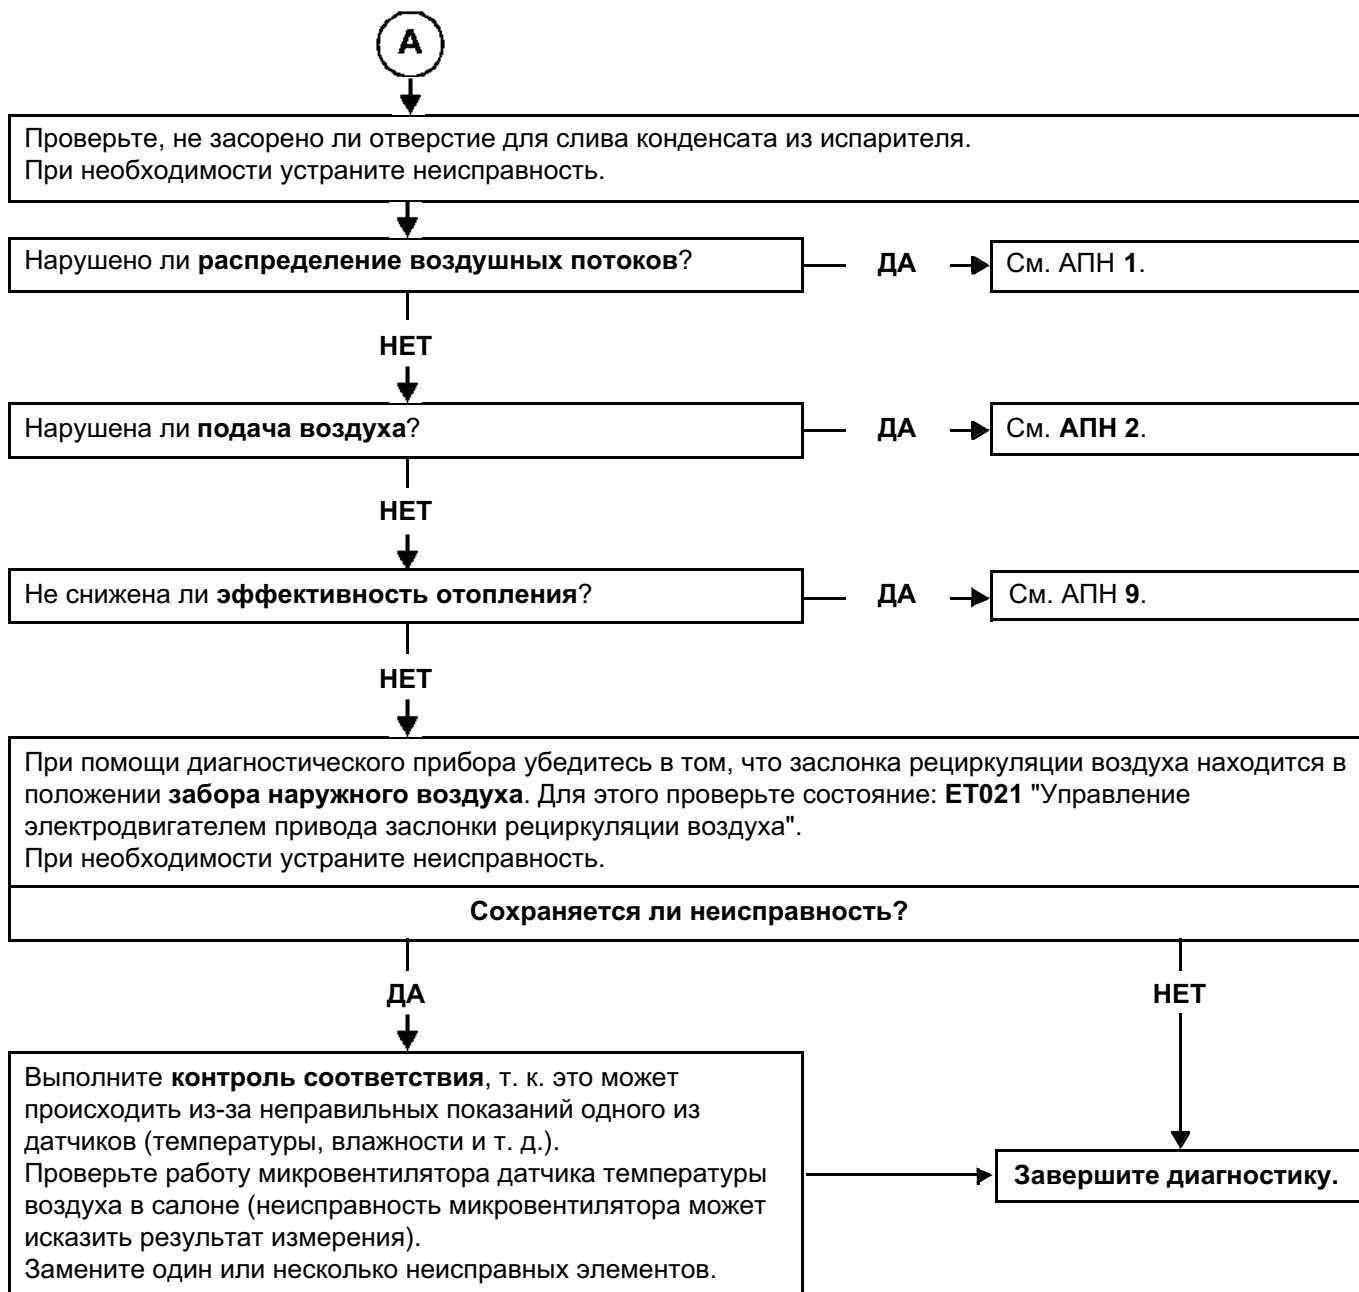 А
Проверьте, не засорено ли отверстие для слива конденсата из испарителя.
При необходимости устраните неисправность.
Нарушено ли распределение воздушных потоков?
ДА
См. АПН 1.
НЕТ
Нарушена ли подача воздуха?
ДА
См. АПН 2.
НЕТ
Не снижена ли эффективность отопления?
ДА
См. АПН 9.
НЕТ
При помощи диагностического прибора убедитесь в том, что заслонка рециркуляции воздуха находится в
положении забора наружного воздуха. Для этого проверьте состояние: ET021 "Управление
электродвигателем привода заслонки рециркуляции воздуха".
При необходимости устраните неисправность.
Сохраняется ли неисправность?
ДА
НЕТ
Выполните контроль соответствия, т. к. это может
происходить из-за неправильных показаний одного из
датчиков (температуры, влажности и т. д.).
Проверьте работу микровентилятора датчика температуры
воздуха в салоне (неисправность микровентилятора может
исказить результат измерения).
Замените один или несколько неисправных элементов.
Завершите диагностику.